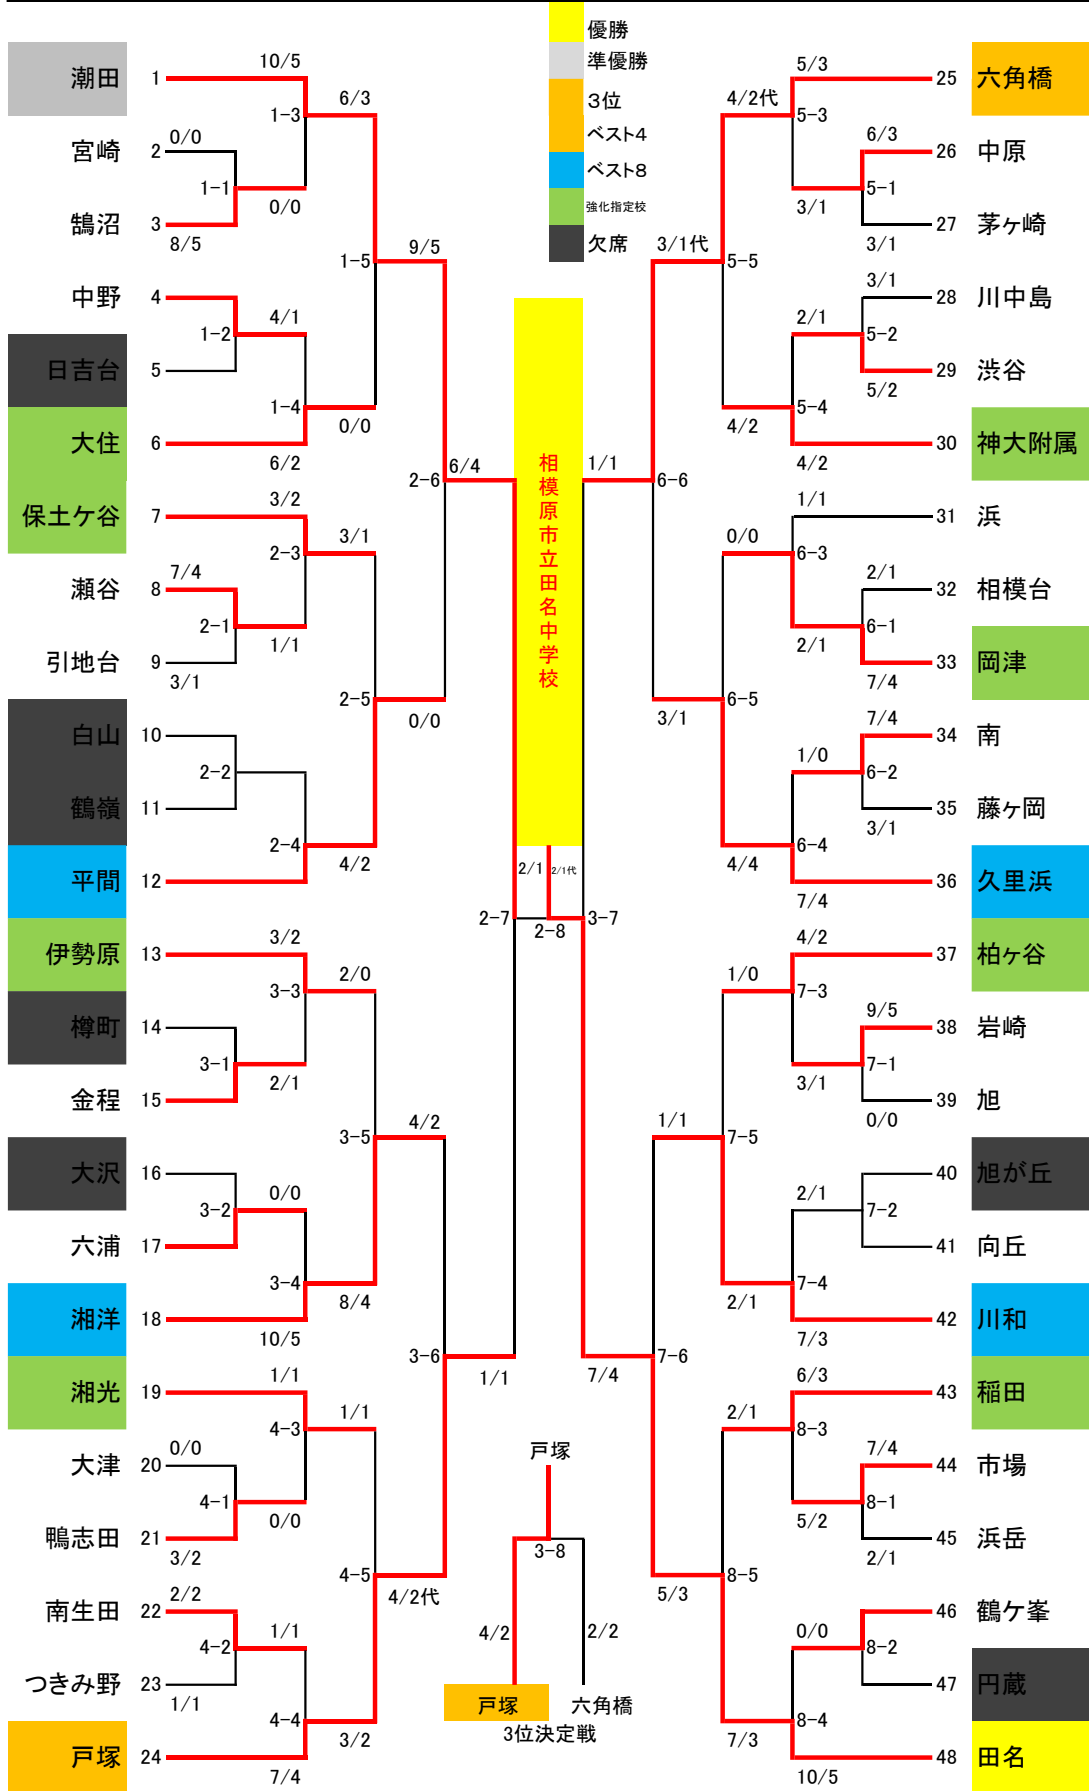 優勝
準優勝
3位
ベスト4
ベスト8
強化指定校
欠席
潮田 1 10/5
1-3 6/3
宮崎 2 0/0
1-1
鵠沼 3 8/5 0/0
1-5 9/5
中野 4
1-2 4/1
日吉台 5
1-4 0/0
大住 6 6/2
2-6 6/4
保土ケ谷 7 3/2
2-3 3/1
瀬谷 8 7/4
2-1 1/1
引地台 9 3/1
2-5 0/0
白山 10
2-2
鶴嶺 11
2-4 4/2
平間 12
2-7 2/1
伊勢原 13 3/2
3-3 2/0
樽町 14
3-1 2/1
金程 15
3-5 4/2
大沢 16
3-2 0/0
六浦 17
3-4 8/4
湘洋 18 10/5
3-6 1/1
湘光 19 1/1
4-3 1/1
大津 20 0/0
4-1 0/0
鴨志田 21 3/2
4-5 4/2代
南生田 22 2/2
4-2 1/1
つきみ野 23 1/1
4-4 3/2
戸塚 24 7/4
相模原市立田名中学校
2/1代
2-8
3-7
5/3 25 六角橋
4/2代 5-3
6/3 26 中原
5-1
3/1 27 茅ヶ崎
3/1
3/1代 5-5
3/1 28 川中島
2/1 5-2
29 渋谷
5/2
4/2 5-4
30 神大附属
4/2
1/1 6-6
1/1 31 浜
0/0 6-3
2/1 32 相模台
6-1
2/1 33 岡津
7/4
3/1 6-5
7/4 34 南
1/0 6-2
35 藤ヶ岡
3/1
4/4 6-4
36 久里浜
7/4
4/2 37 柏ヶ谷
1/0 7-3
9/5 38 岩崎
7-1
3/1 39 旭
0/0
1/1 7-5
40 旭が丘
2/1 7-2
41 向丘
2/1 7-4
42 川和
7/3
7/4 7-6
6/3 43 稲田
2/1 8-3
7/4 44 市場
8-1
5/2 45 浜岳
2/1
5/3 8-5
46 鶴ケ峯
0/0 8-2
47 円蔵
8-4
7/3 48 田名
10/5
戸塚
3-8
4/2 2/2
戸塚 六角橋
3位決定戦